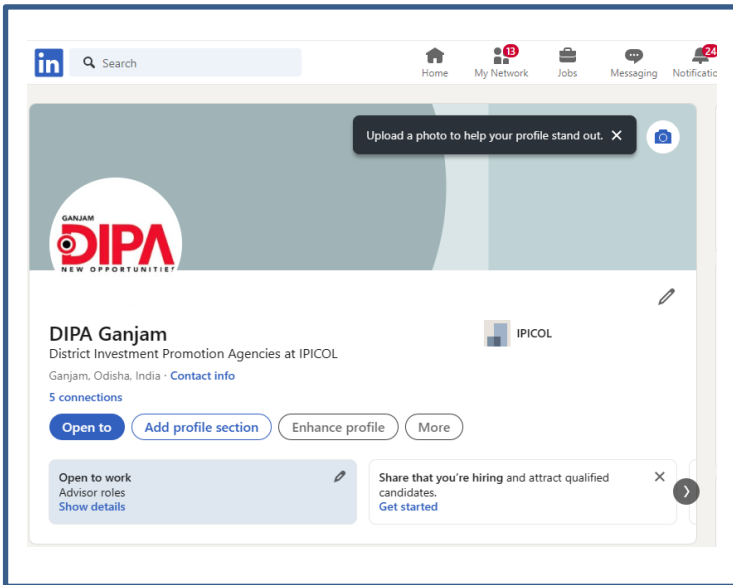 in
Search
13
24
Home
My Network
Jobs
Messaging
Notificatio
Upload a photo to help your profile stand out.
GANJAM
DIPA
NEW OPPORTUNITIES
DIPA Ganjam
IPICOL
District Investment Promotion Agencies at IPICOL
Ganjam, Odisha, India · Contact info
5 connections
Open to
Add profile section
Enhance profile
More
Open to work
Advisor roles
Show details
Share that you're hiring and attract qualified
candidates.
Get started